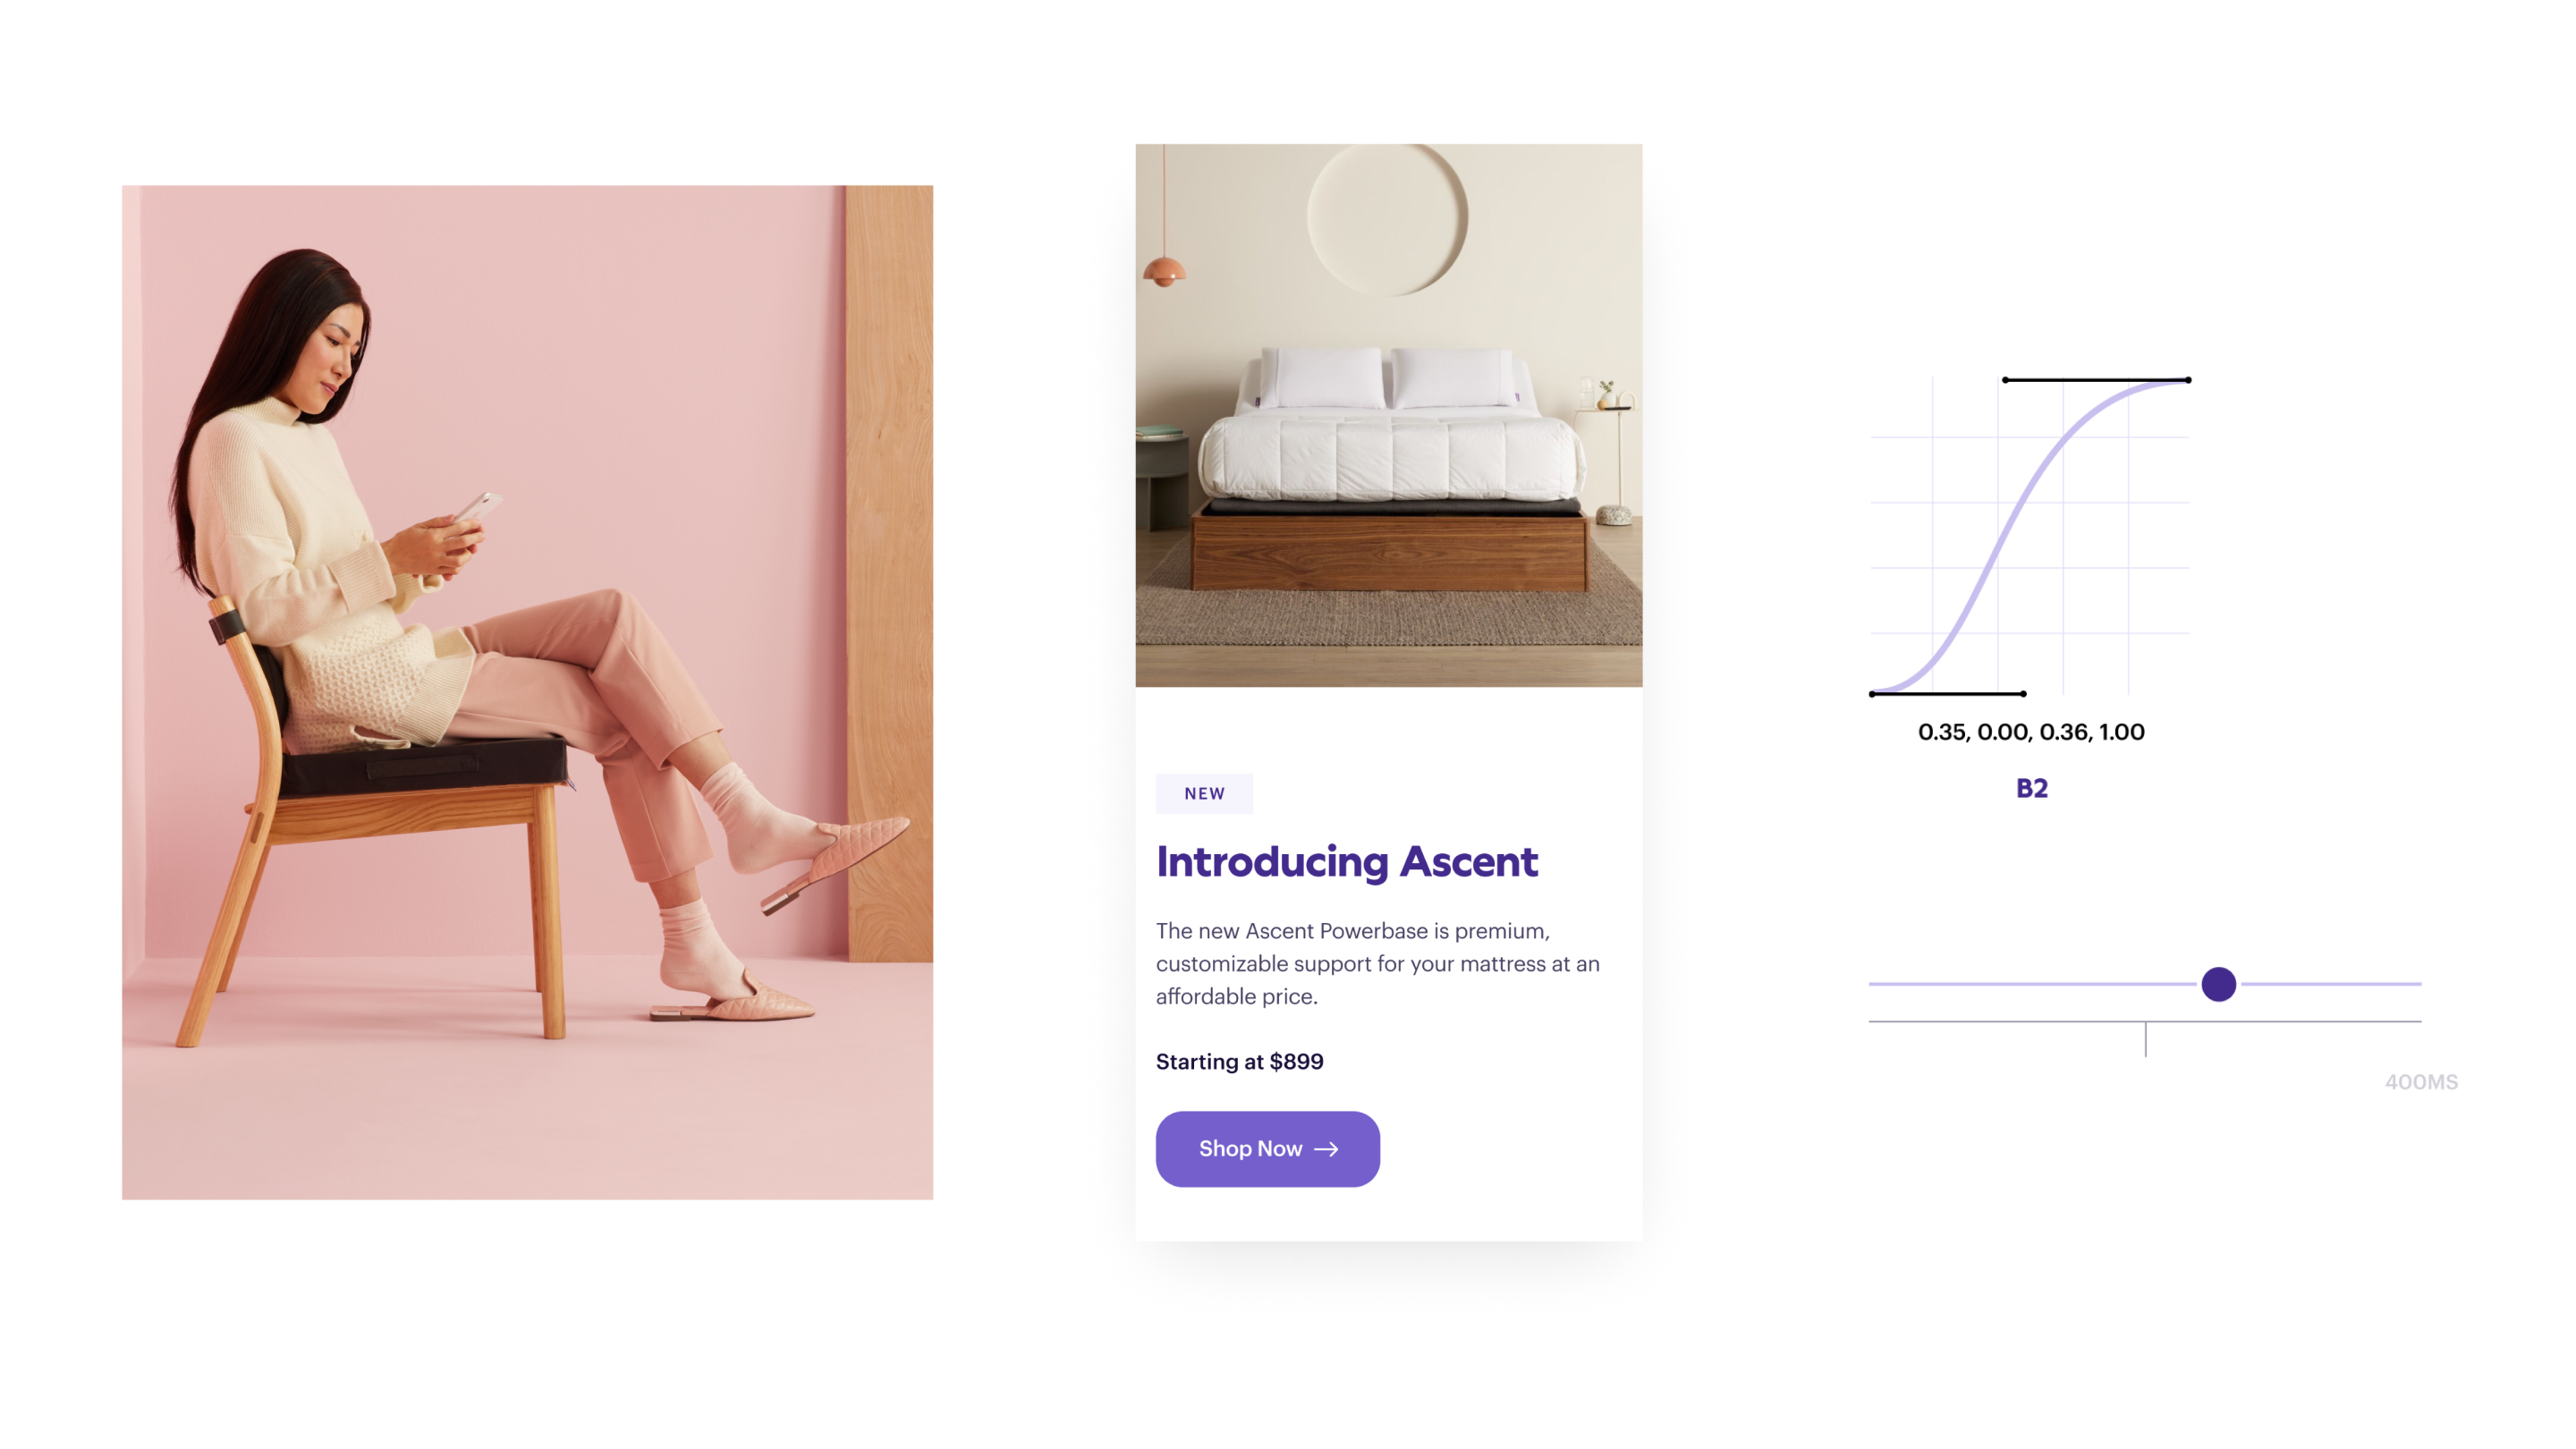 NEW
Introducing Ascent
The new Ascent Powerbase is premium,
customizable support for your mattress at an
affordable price.
Starting at $899
Shop Now →
0.35, 0.00, 0.36, 1.00
B2
400MS